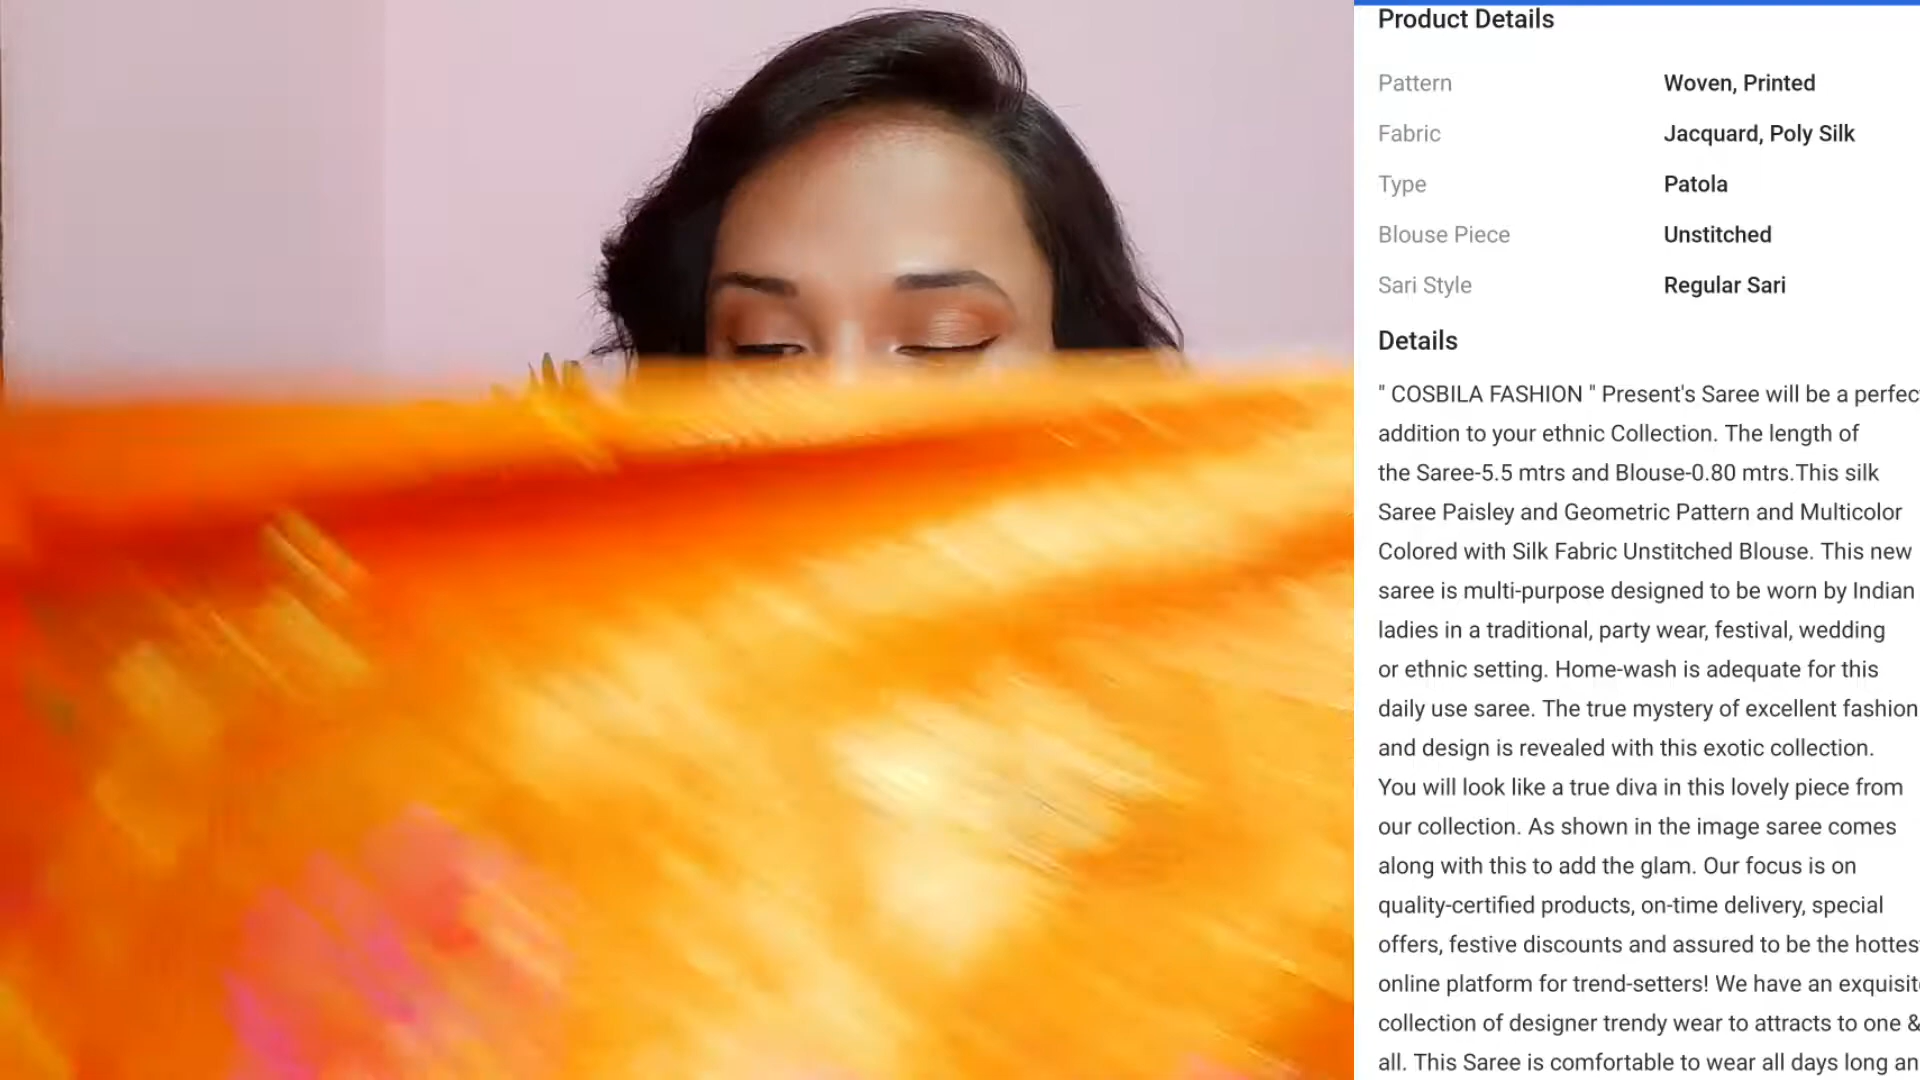 Product Details
Pattern Woven, Printed
Fabric Jacquard, Poly Silk
Type Patola
Blouse Piece Unstitched
Sari Style Regular Sari
Details
" COSBILA FASHION " Present's Saree will be a perfec
addition to your ethnic Collection. The length of
the Saree-5.5 mtrs and Blouse-0.80 mtrs.This silk
Saree Paisley and Geometric Pattern and Multicolor
Colored with Silk Fabric Unstitched Blouse. This new
saree is multi-purpose designed to be worn by Indian
ladies in a traditional, party wear, festival, wedding
or ethnic setting. Home-wash is adequate for this
daily use saree. The true mystery of excellent fashion
and design is revealed with this exotic collection.
You will look like a true diva in this lovely piece from
our collection. As shown in the image saree comes
along with this to add the glam. Our focus is on
quality-certified products, on-time delivery, special
offers, festive discounts and assured to be the hottes
online platform for trend-setters! We have an exquisit
collection of designer trendy wear to attracts to one &
all. This Saree is comfortable to wear all days long an